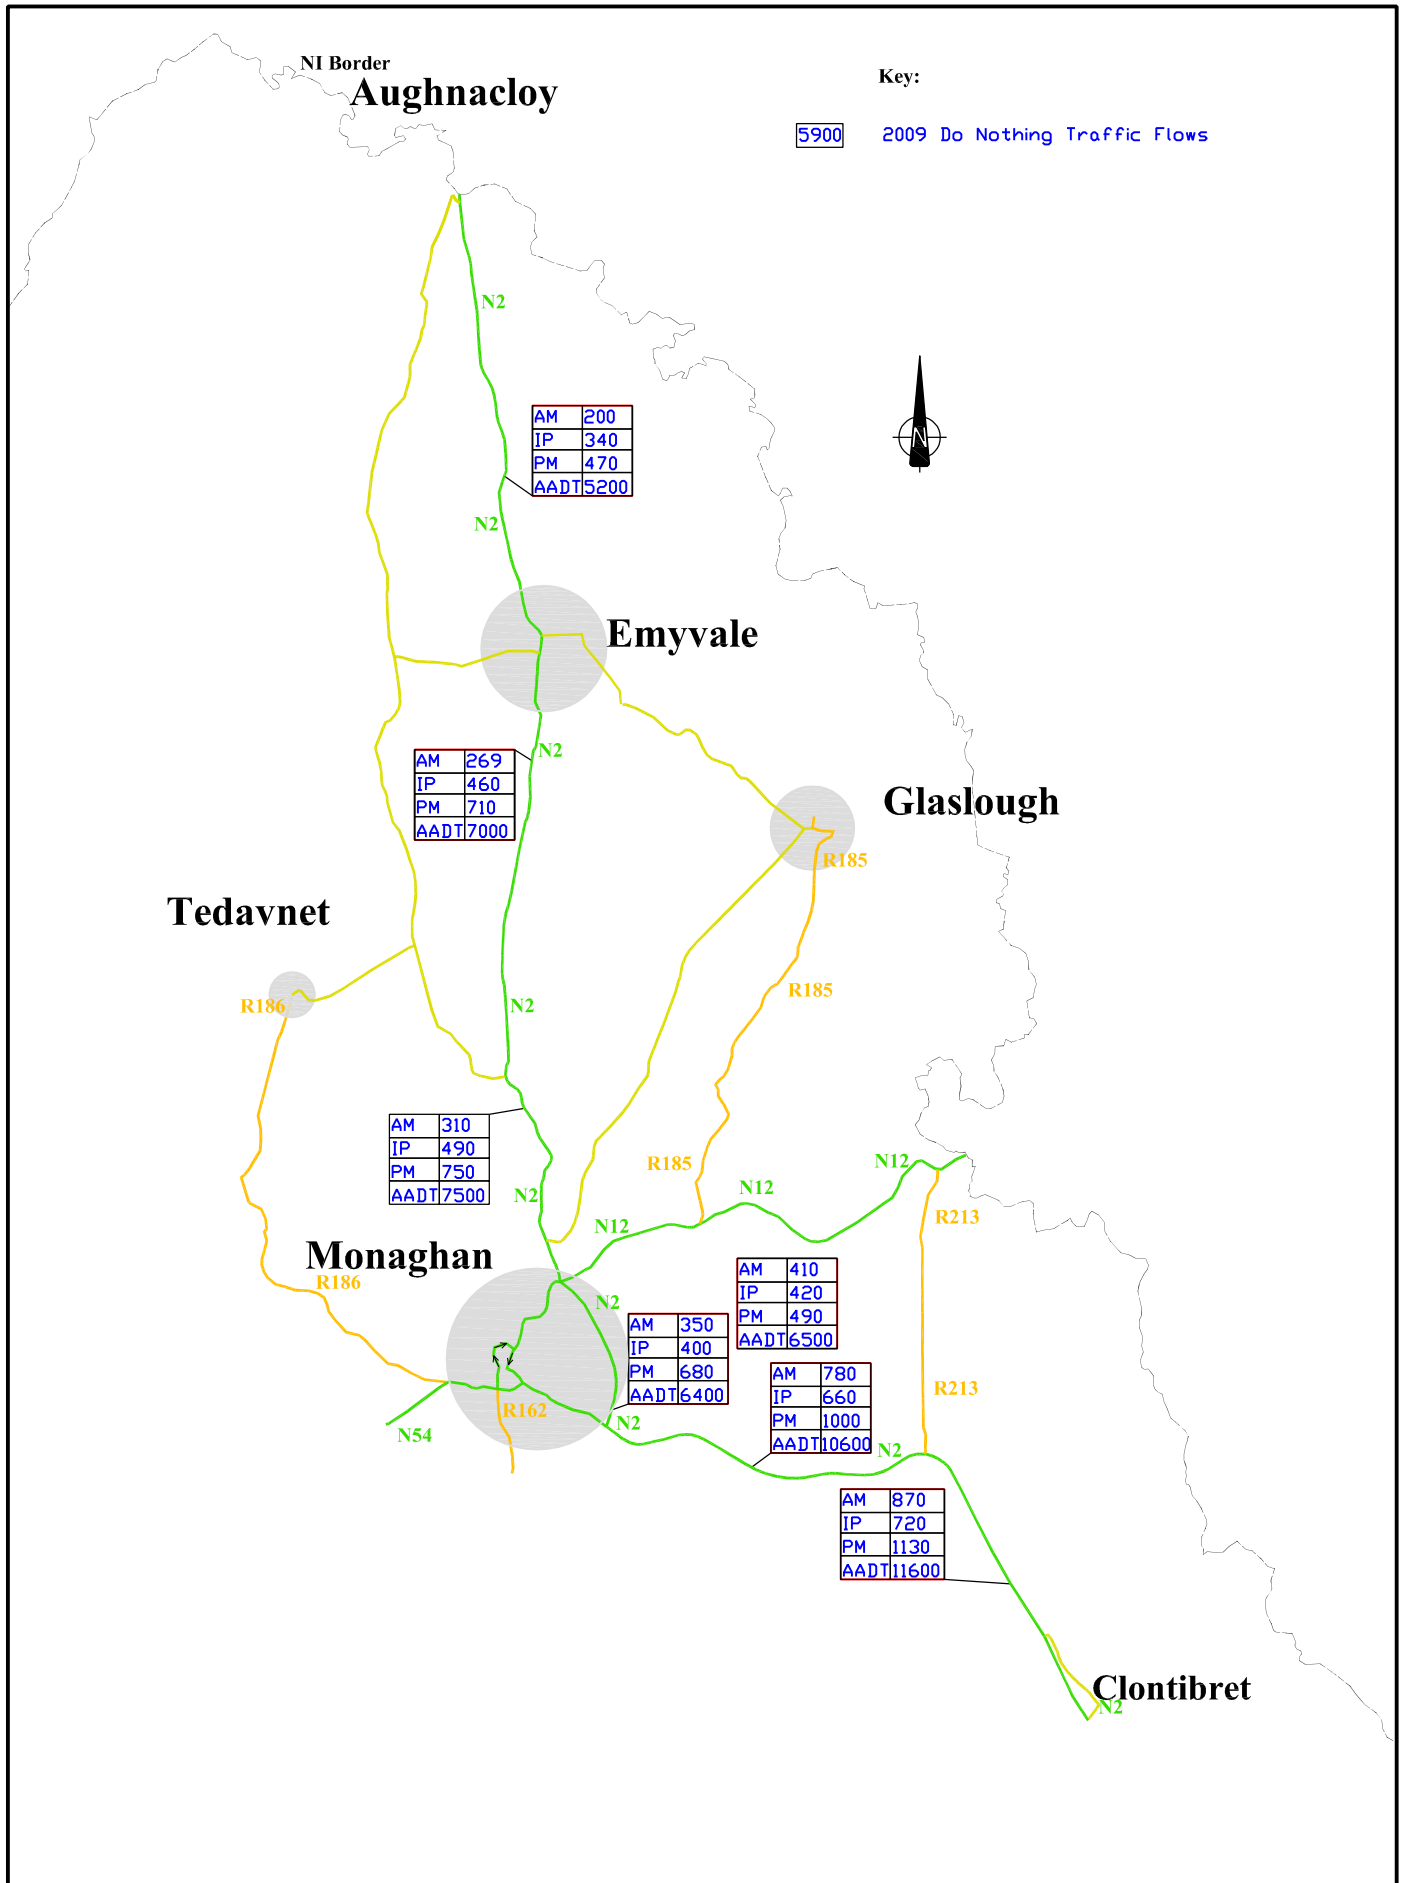 NI Border
Aughnacloy
Key:
5900 2009 Do Nothing Traffic Flows
N2
N
AM 200
IP 340
PM 470
AADT 5200
N2
Emyvale
N2
AM 269
IP 460
PM 710
AADT 7000
Glaslough
R185
Tedavnet
R185
R186
N2
AM 310
IP 490
PM 750
AADT 7500
R185
N12
N12
N2
N12
R213
Monaghan
R186
AM 410
IP 420
PM 490
AADT 6500
N2
AM 350
IP 400
PM 680
AADT 6400
AM 780
IP 660
PM 1000
AADT 10600
R213
R162
N2
N54
N2
AM 870
IP 720
PM 1130
AADT 11600
Clontibret
N2